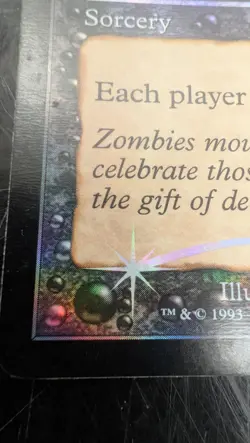 Sorcery
Each player
Zombies mou
celebrate thos
the gift of de
Illu
™ & © 1993